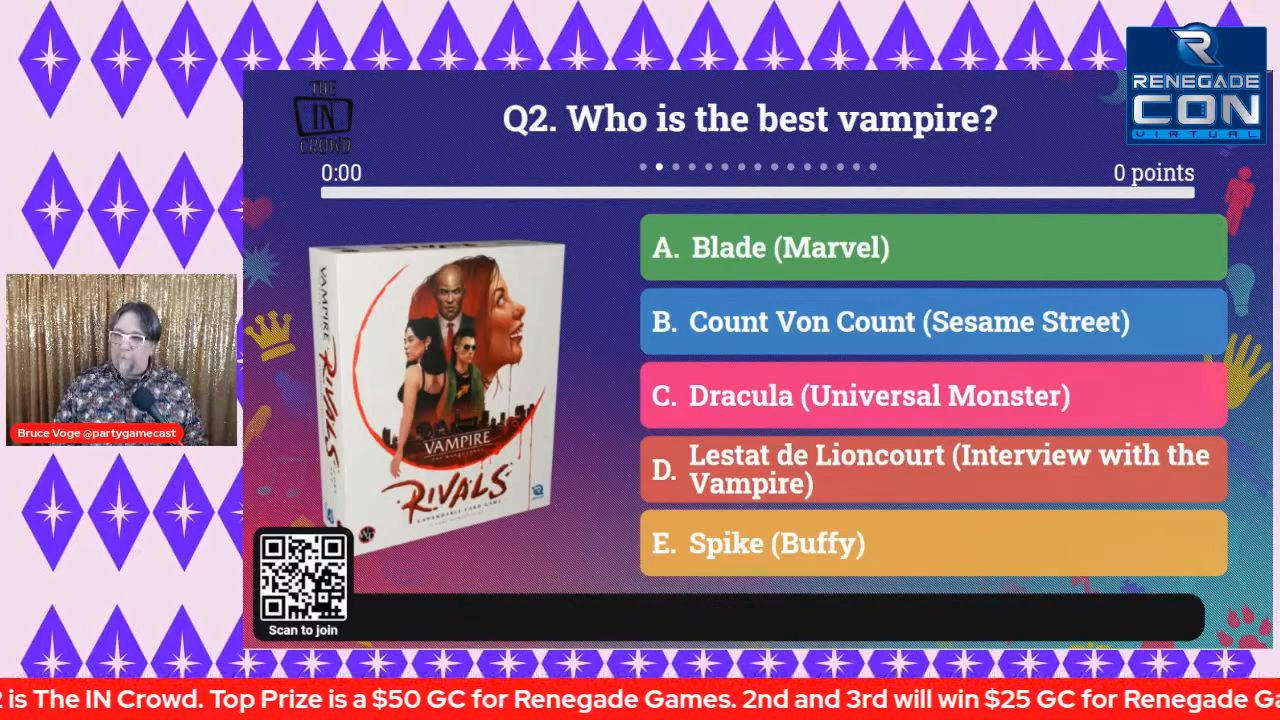 RENEGADE
CON
VIRTUAL
THE
IN
CROWD
Q2. Who is the best vampire?
0:00
0 points
A. Blade (Marvel)
B. Count Von Count (Sesame Street)
C. Dracula (Universal Monster)
D. Lestat de Lioncourt (Interview with the
Vampire)
E. Spike (Buffy)
VAMPIRE
RIVALS
VAMPIRE
RIVALS
EXPANDABLE CARD GAME
Bruce Voge @partygamecast
Scan to join
2 is The IN Crowd. Top Prize is a $50 GC for Renegade Games. 2nd and 3rd will win $25 GC for Renegade Ga